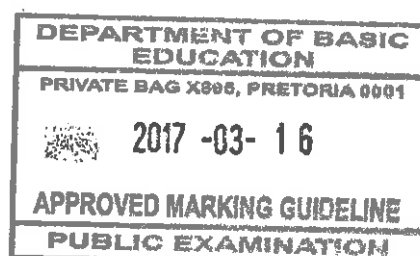 DEPARTMENT OF BASIC
EDUCATION
PRIVATE BAG X895, PRETORIA 0001
2017 -03- 16
APPROVED MARKING GUIDELINE
PUBLIC EXAMINATION